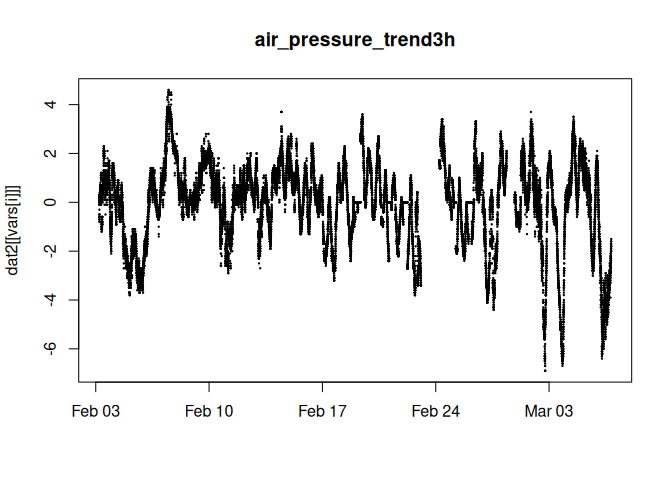 air_pressure_trend3h
dat2[[vars[i]]]
4
2
0
-2
-4
-6
Feb 03
Feb 10
Feb 17
Feb 24
Mar 03